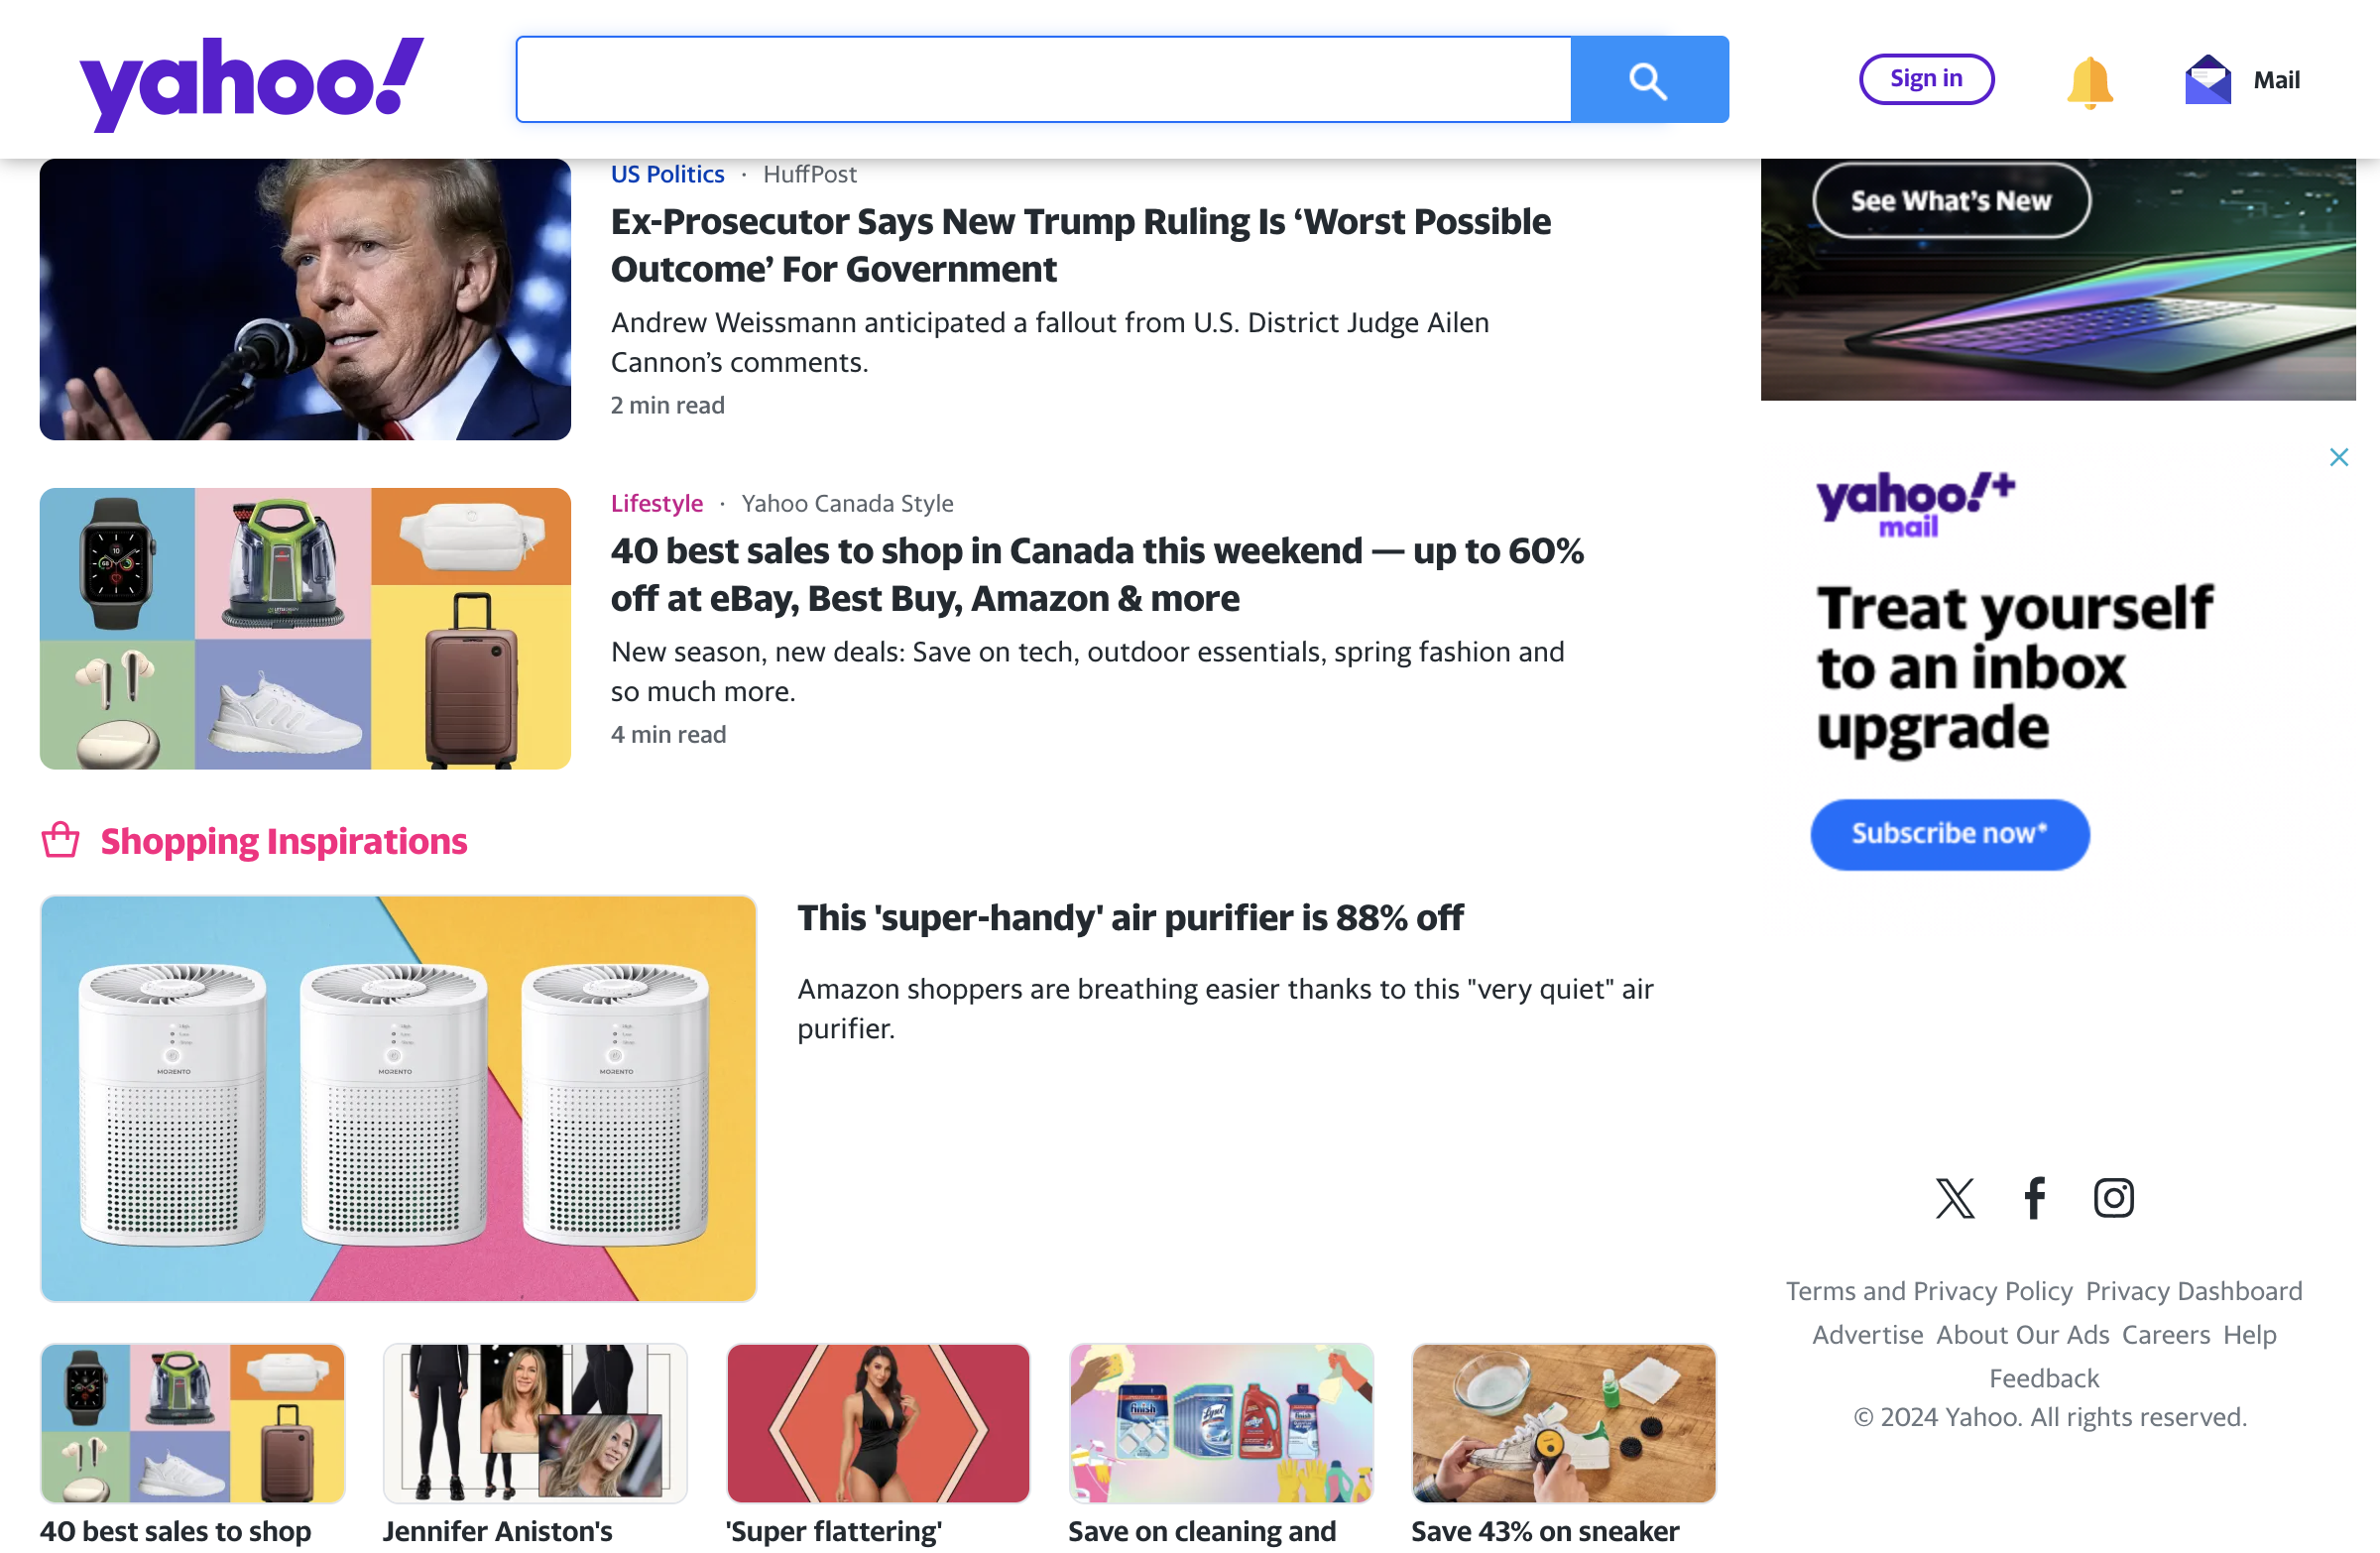 yahoo!
Sign in
Mail
US Politics · HuffPost
Ex-Prosecutor Says New Trump Ruling Is ‘Worst Possible
Outcome’ For Government
Andrew Weissmann anticipated a fallout from U.S. District Judge Ailen
Cannon’s comments.
2 min read
Lifestyle · Yahoo Canada Style
40 best sales to shop in Canada this weekend — up to 60%
off at eBay, Best Buy, Amazon & more
New season, new deals: Save on tech, outdoor essentials, spring fashion and
so much more.
4 min read
Shopping Inspirations
MORENTO
MORENTO
MORENTO
This 'super-handy' air purifier is 88% off
Amazon shoppers are breathing easier thanks to this "very quiet" air
purifier.
finish
Lysol
finish
40 best sales to shop
Jennifer Aniston's
'Super flattering'
Save on cleaning and
Save 43% on sneaker
See What’s New
yahoo!+
mail
Treat yourself
to an inbox
upgrade
Subscribe now*
Terms and Privacy Policy Privacy Dashboard
Advertise About Our Ads Careers Help
Feedback
© 2024 Yahoo. All rights reserved.